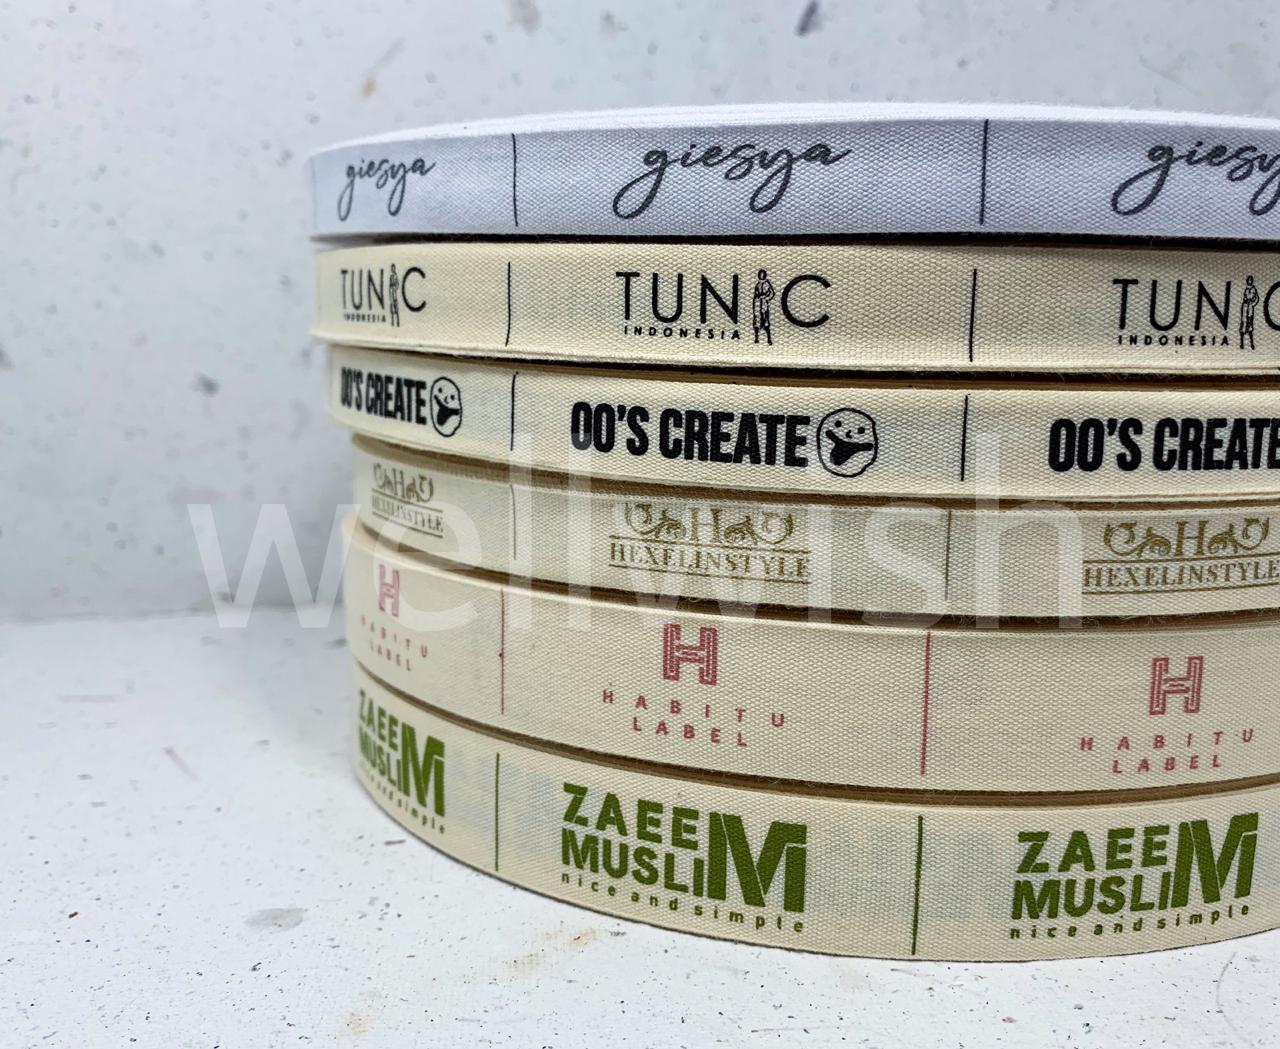 giesya
giesya
giesy
TUNIC
INDONESIA
TUNIC
INDONESIA
TUNIC
INDONESIA
OO'S CREATE
OO'S CREATE
OO'S CREATE
H
HEXELINSTYLE
H
HEXELINSTYLE
H
HEXELINSTYLE
wellwish
H
HABITU
LABEL
H
HABITU
LABEL
H
HABITU
LABEL
ZAEE
MUSLIM
nice and simple
ZAEE
MUSLIM
nice and simple
ZAEE
MUSLIM
nice and simple